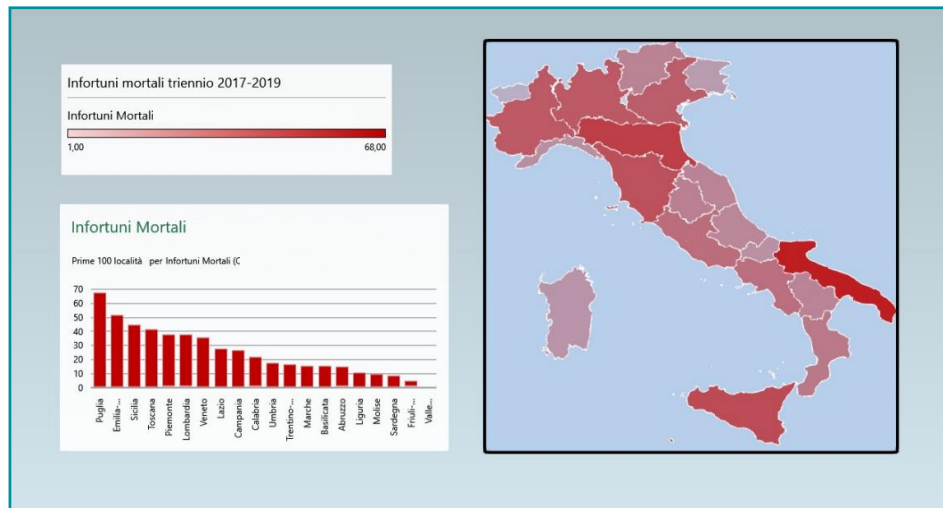 Infortuni mortali triennio 2017-2019
Infortuni Mortali
1,00 68,00
Infortuni Mortali
Prime 100 località per Infortuni Mortali (C
70
60
50
40
30
20
10
0
Puglia
Emilia-...
Sicilia
Toscana
Piemonte
Lombardia
Veneto
Lazio
Campania
Calabria
Umbria
Trentino-...
Marche
Basilicata
Abruzzo
Liguria
Molise
Sardegna
Friuli-...
Valle...